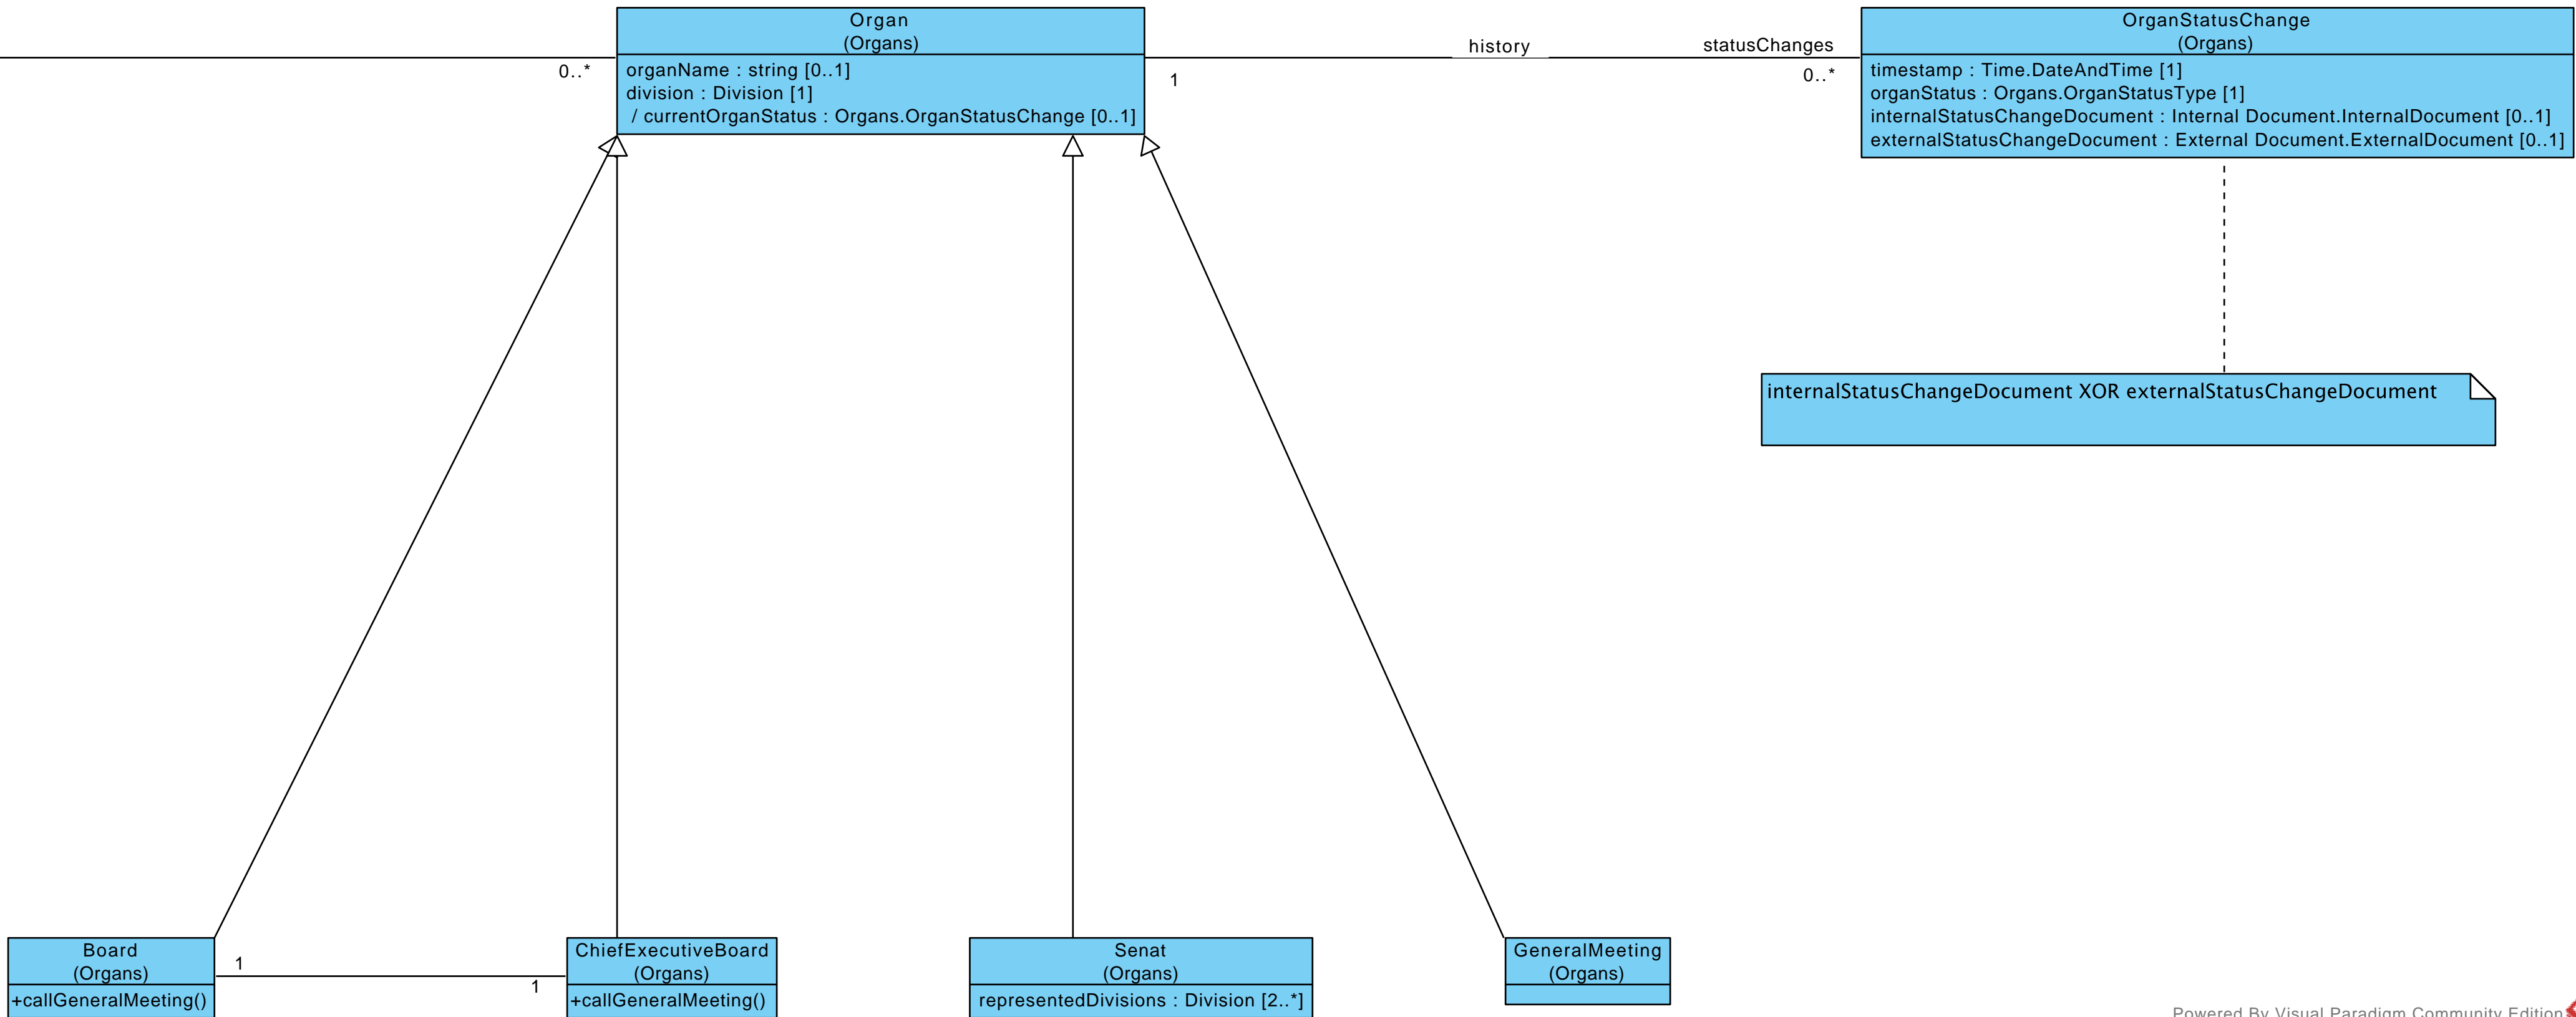 Organ
(Organs)
organName : string [0..1]
division : Division [1]
/ currentOrganStatus : Organs.OrganStatusChange [0..1]
0..*
1
history
statusChanges
0..*
OrganStatusChange
(Organs)
timestamp : Time.DateAndTime [1]
organStatus : Organs.OrganStatusType [1]
internalStatusChangeDocument : Internal Document.InternalDocument [0..1]
externalStatusChangeDocument : External Document.ExternalDocument [0..1]
internalStatusChangeDocument XOR externalStatusChangeDocument
Board
(Organs)
+callGeneralMeeting()
1
1
ChiefExecutiveBoard
(Organs)
+callGeneralMeeting()
Senat
(Organs)
representedDivisions : Division [2..*]
GeneralMeeting
(Organs)
Powered By Visual Paradigm Community Edition